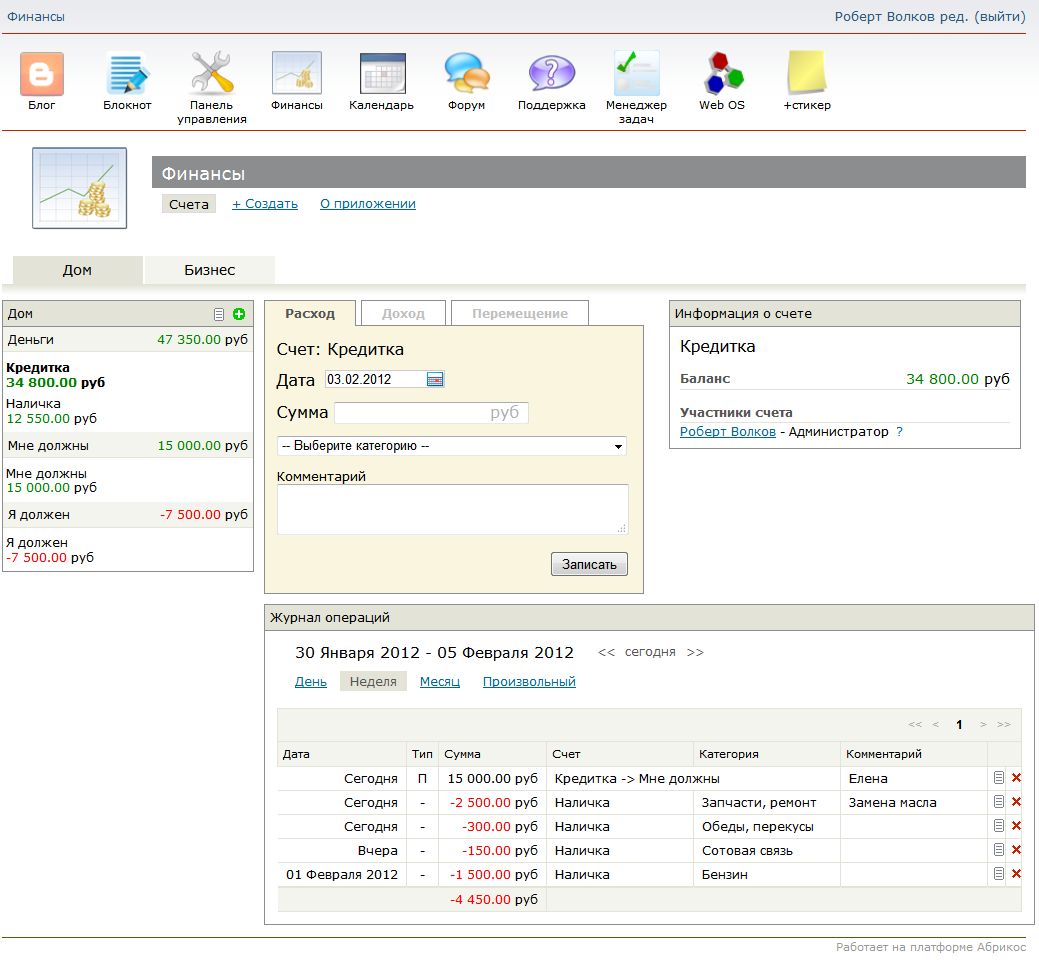 Финансы
Роберт Волков ред. (выйти)
Блог
Блокнот
Панель управления
Финансы
Календарь
Форум
Поддержка
Менеджер задач
Web OS
+стикер
Финансы
Счета
+ Создать
О приложении
Дом
Бизнес
Дом
Деньги 47 350.00 руб
Кредитка
34 800.00 руб
Наличка
12 550.00 руб
Мне должны 15 000.00 руб
Мне должны
15 000.00 руб
Я должен -7 500.00 руб
Я должен
-7 500.00 руб
Расход
Доход
Перемещение
Счет: Кредитка
Дата 03.02.2012
Сумма руб
-- Выберите категорию --
Комментарий
Записать
Информация о счете
Кредитка
Баланс 34 800.00 руб
Участники счета
Роберт Волков - Администратор ?
Журнал операций
30 Января 2012 - 05 Февраля 2012 << сегодня >>
День Неделя Месяц Произвольный
<< < 1 > >>
Дата Тип Сумма Счет Категория Комментарий
Сегодня П 15 000.00 руб Кредитка -> Мне должны Елена
Сегодня - -2 500.00 руб Наличка Запчасти, ремонт Замена масла
Сегодня - -300.00 руб Наличка Обеды, перекусы
Вчера - -150.00 руб Наличка Сотовая связь
01 Февраля 2012 - -1 500.00 руб Наличка Бензин
-4 450.00 руб
Работает на платформе Абрикос